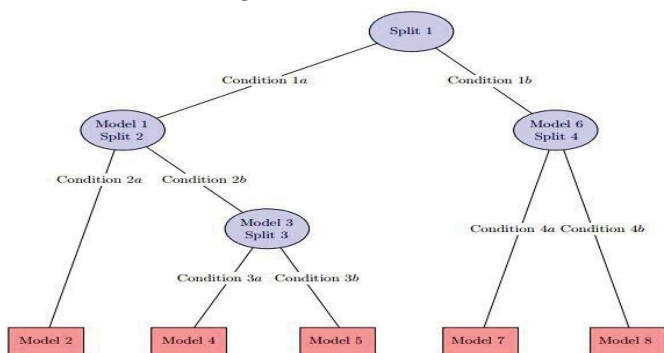 Split 1
Condition 1a
Condition 1b
Model 1
Split 2
Model 6
Split 4
Condition 2a
Condition 2b
Model 3
Split 3
Condition 4a
Condition 4b
Condition 3a
Condition 3b
Model 2
Model 4
Model 5
Model 7
Model 8